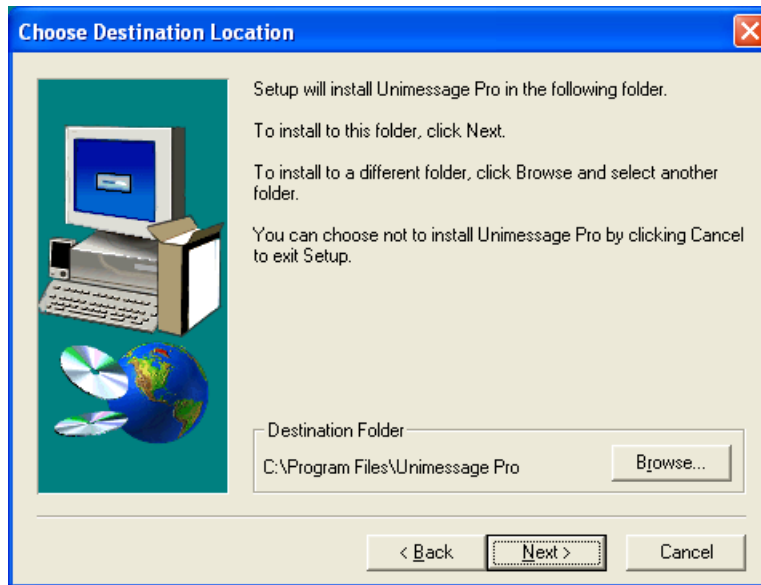 Choose Destination Location
Setup will install Unimessage Pro in the following folder.
To install to this folder, click Next.
To install to a different folder, click Browse and select another
folder.
You can choose not to install Unimessage Pro by clicking Cancel
to exit Setup.
Destination Folder
C:\Program Files\Unimessage Pro
Browse...
< Back
Next >
Cancel